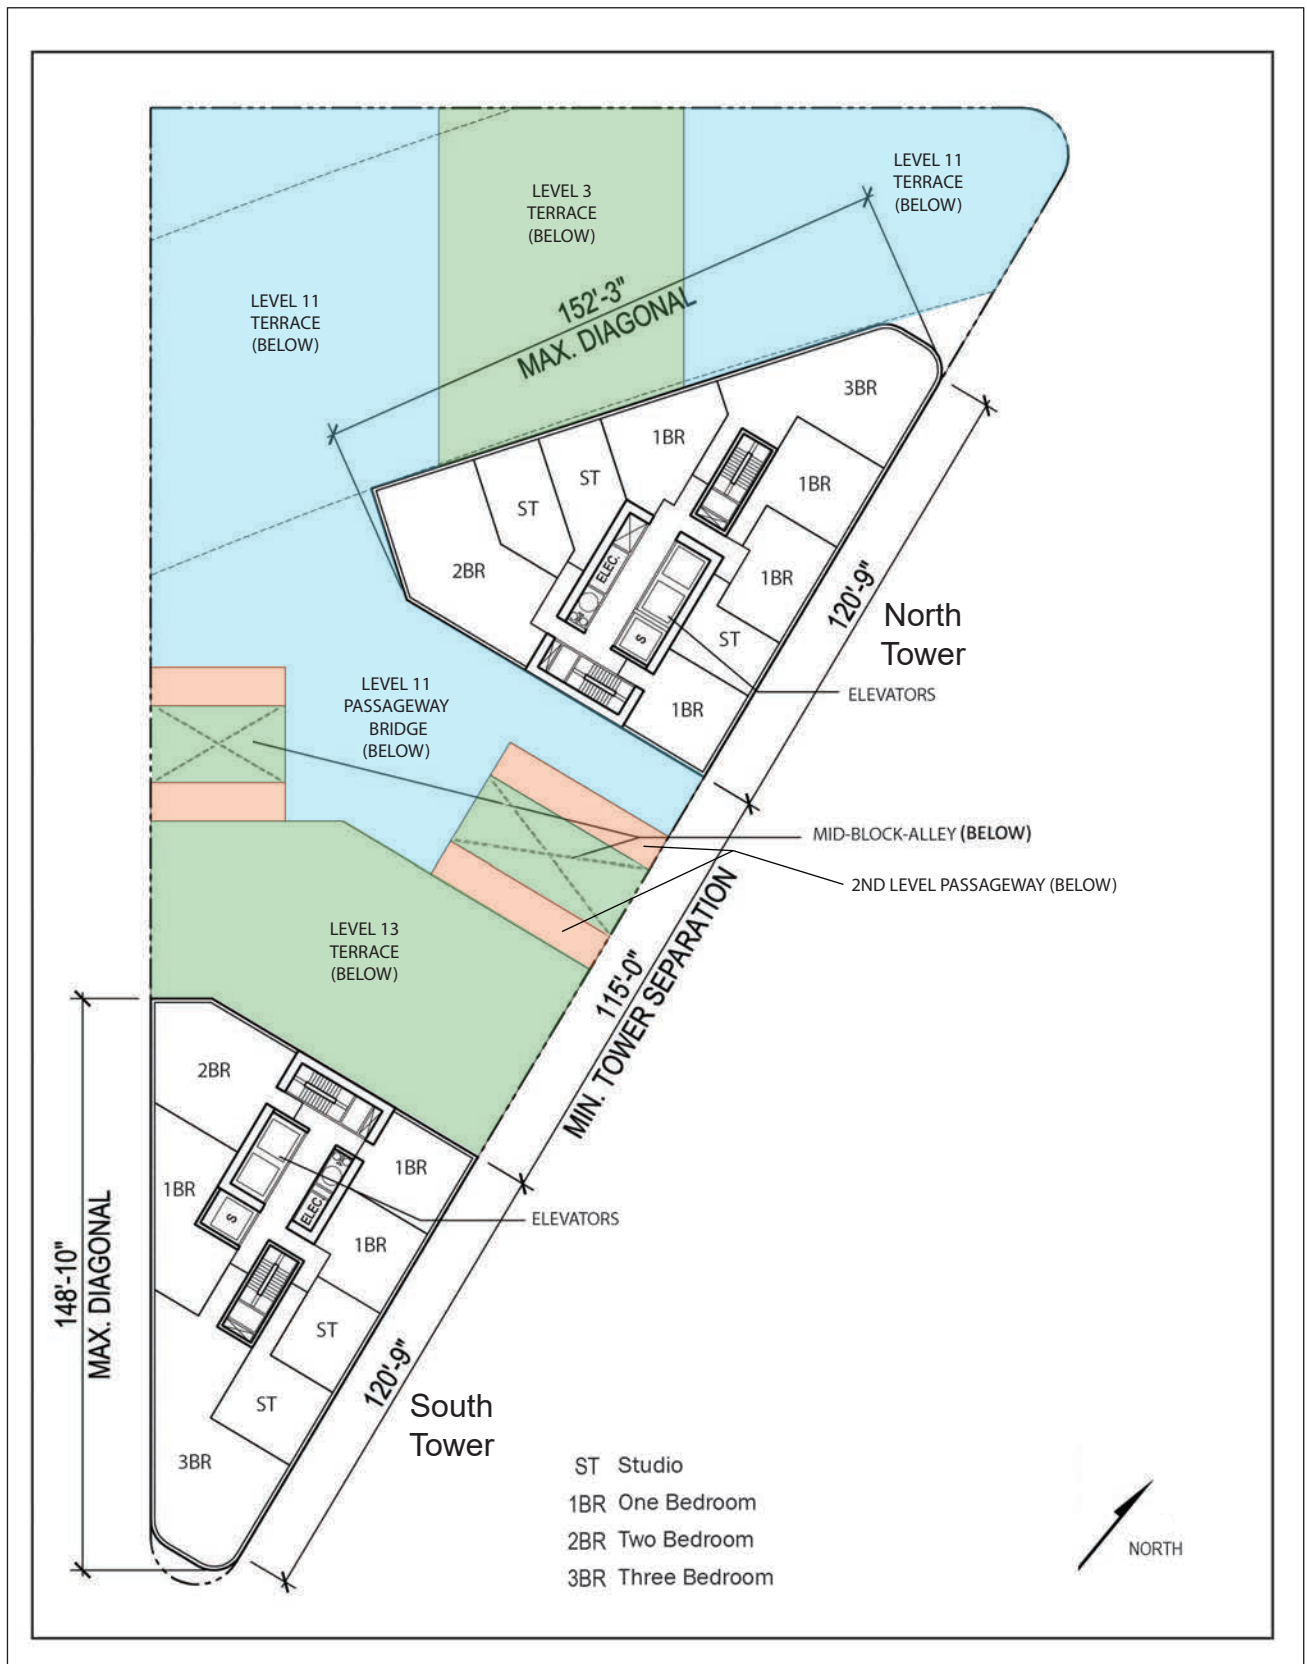 LEVEL 11
TERRACE
(BELOW)
LEVEL 3
TERRACE
(BELOW)
LEVEL 11
TERRACE
(BELOW)
152'-3"
MAX. DIAGONAL
3BR
1BR
1BR
ST
ST
1BR
2BR
ELEC.
S
ST
1BR
120'-9"
North
Tower
ELEVATORS
LEVEL 11
PASSAGEWAY
BRIDGE
(BELOW)
MID-BLOCK-ALLEY (BELOW)
2ND LEVEL PASSAGEWAY (BELOW)
115'-0"
MIN. TOWER SEPARATION
LEVEL 13
TERRACE
(BELOW)
2BR
1BR
1BR
S
ELEC.
1BR
ELEVATORS
ST
ST
3BR
148'-10"
MAX. DIAGONAL
120'-9"
South
Tower
ST Studio
1BR One Bedroom
2BR Two Bedroom
3BR Three Bedroom
NORTH